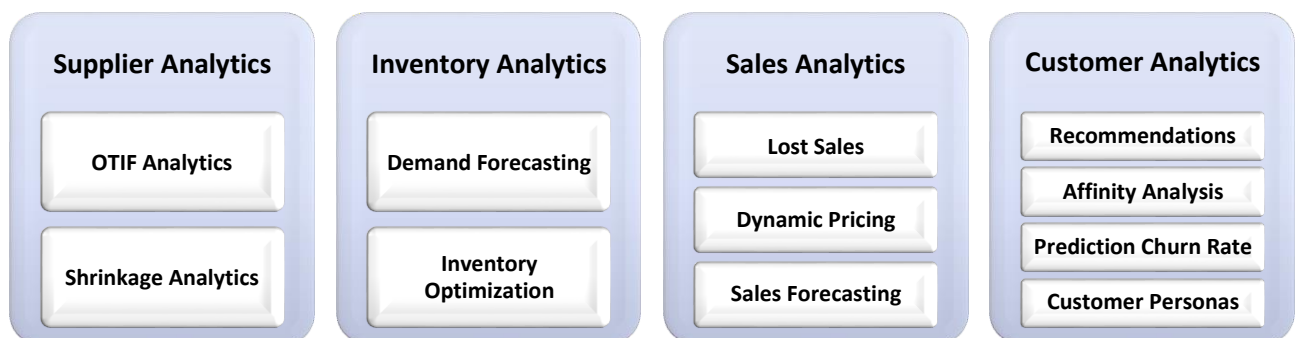 Supplier Analytics
OTIF Analytics
Shrinkage Analytics
Inventory Analytics
Demand Forecasting
Inventory
Optimization
Sales Analytics
Lost Sales
Dynamic Pricing
Sales Forecasting
Customer Analytics
Recommendations
Affinity Analysis
Prediction Churn Rate
Customer Personas